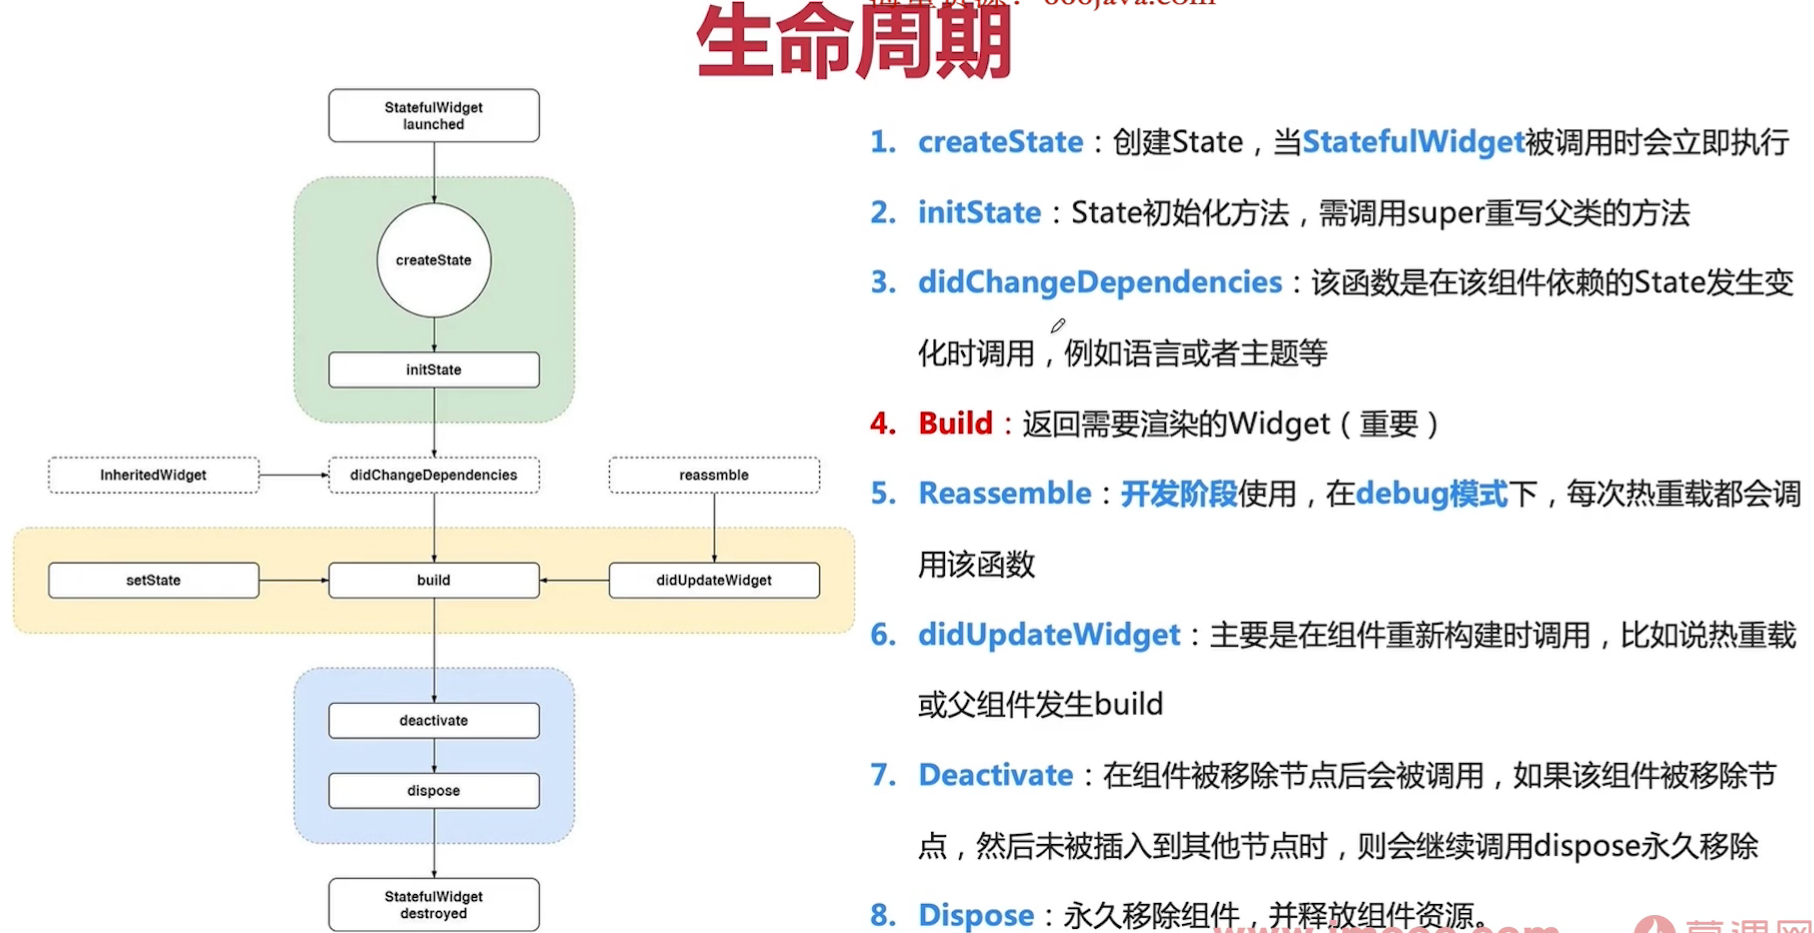 生命周期
StatefulWidget
launched
createState
initState
InheritedWidget
didChangeDependencies
reassmble
setState
build
didUpdateWidget
deactivate
dispose
StatefulWidget
destroyed
1. createState：创建State，当StatefulWidget被调用时会立即执行
2. initState：State初始化方法，需调用super重写父类的方法
3. didChangeDependencies：该函数是在该组件依赖的State发生变
化时调用，例如语言或者主题等
4. Build：返回需要渲染的Widget（重要）
5. Reassemble：开发阶段使用，在debug模式下，每次热重载都会调
用该函数
6. didUpdateWidget：主要是在组件重新构建时调用，比如说热重载
或父组件发生build
7. Deactivate：在组件被移除节点后会被调用，如果该组件被移除节
点，然后未被插入到其他节点时，则会继续调用dispose永久移除
8. Dispose：永久移除组件，并释放组件资源。